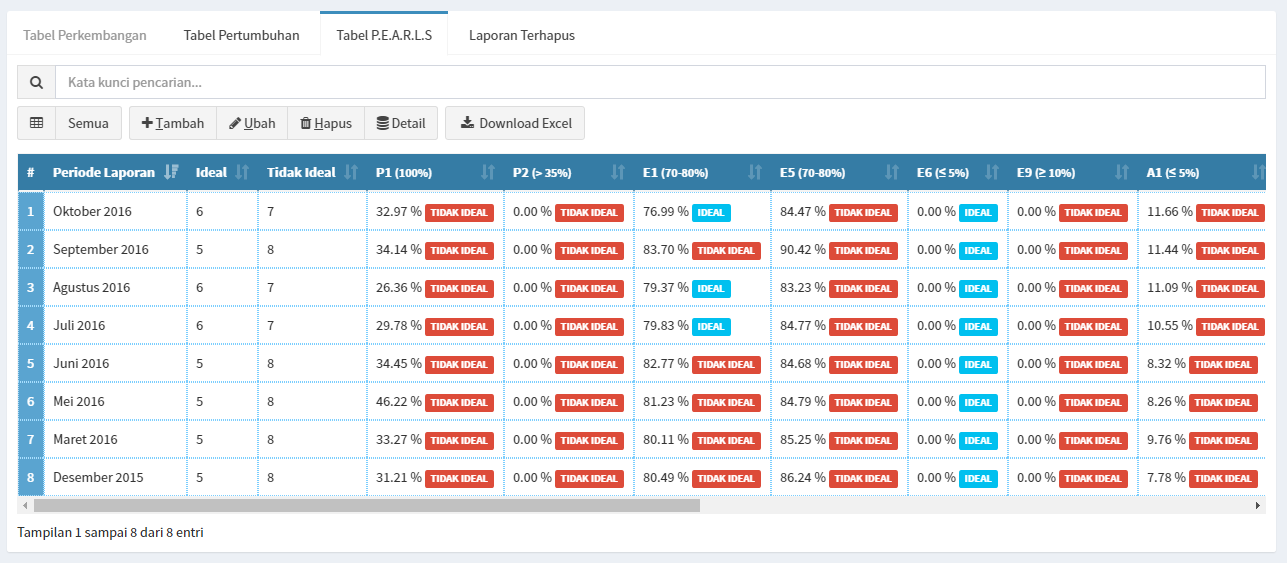 Tabel Perkembangan Tabel Pertumbuhan Tabel P.E.A.R.L.S Laporan Terhapus
Kata kunci pencarian...
Semua Tambah Ubah Hapus Detail Download Excel
# Periode Laporan Ideal Tidak Ideal P1 (100%) P2 (> 35%) E1 (70-80%) E5 (70-80%) E6 (≤ 5%) E9 (≥ 10%) A1 (≤ 5%)
1 Oktober 2016 6 7 32.97 % TIDAK IDEAL 0.00 % TIDAK IDEAL 76.99 % IDEAL 84.47 % TIDAK IDEAL 0.00 % IDEAL 0.00 % TIDAK IDEAL 11.66 % TIDAK IDEAL
2 September 2016 5 8 34.14 % TIDAK IDEAL 0.00 % TIDAK IDEAL 83.70 % TIDAK IDEAL 90.42 % TIDAK IDEAL 0.00 % IDEAL 0.00 % TIDAK IDEAL 11.44 % TIDAK IDEAL
3 Agustus 2016 6 7 26.36 % TIDAK IDEAL 0.00 % TIDAK IDEAL 79.37 % IDEAL 83.23 % TIDAK IDEAL 0.00 % IDEAL 0.00 % TIDAK IDEAL 11.09 % TIDAK IDEAL
4 Juli 2016 6 7 29.78 % TIDAK IDEAL 0.00 % TIDAK IDEAL 79.83 % IDEAL 84.77 % TIDAK IDEAL 0.00 % IDEAL 0.00 % TIDAK IDEAL 10.55 % TIDAK IDEAL
5 Juni 2016 5 8 34.45 % TIDAK IDEAL 0.00 % TIDAK IDEAL 82.77 % TIDAK IDEAL 84.68 % TIDAK IDEAL 0.00 % IDEAL 0.00 % TIDAK IDEAL 8.32 % TIDAK IDEAL
6 Mei 2016 5 8 46.22 % TIDAK IDEAL 0.00 % TIDAK IDEAL 81.23 % TIDAK IDEAL 84.79 % TIDAK IDEAL 0.00 % IDEAL 0.00 % TIDAK IDEAL 8.26 % TIDAK IDEAL
7 Maret 2016 5 8 33.27 % TIDAK IDEAL 0.00 % TIDAK IDEAL 80.11 % TIDAK IDEAL 85.25 % TIDAK IDEAL 0.00 % IDEAL 0.00 % TIDAK IDEAL 9.76 % TIDAK IDEAL
8 Desember 2015 5 8 31.21 % TIDAK IDEAL 0.00 % TIDAK IDEAL 80.49 % TIDAK IDEAL 86.24 % TIDAK IDEAL 0.00 % IDEAL 0.00 % TIDAK IDEAL 7.78 % TIDAK IDEAL
Tampilan 1 sampai 8 dari 8 entri